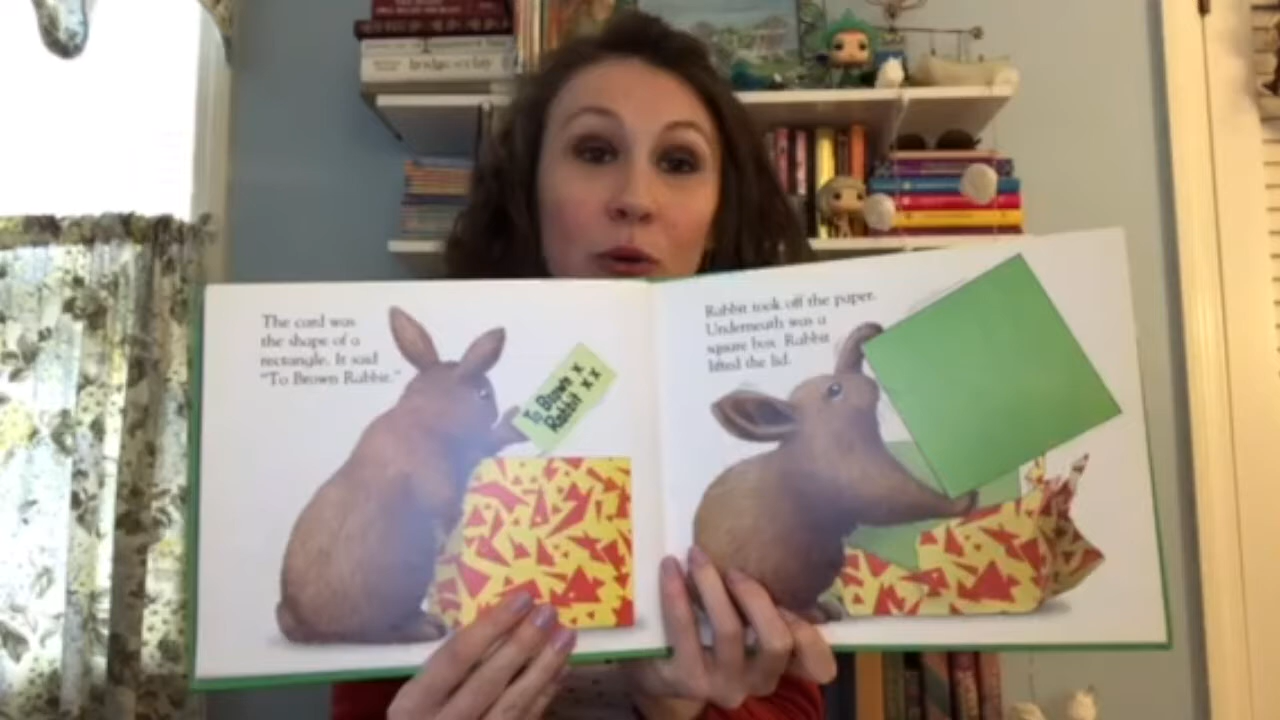 The card was
the shape of a
rectangle. It said
"To Brown Rabbit."
To Brown x
Rabbit x x
Rabbit took off the paper.
Underneath was a
square box. Rabbit
lifted the lid.